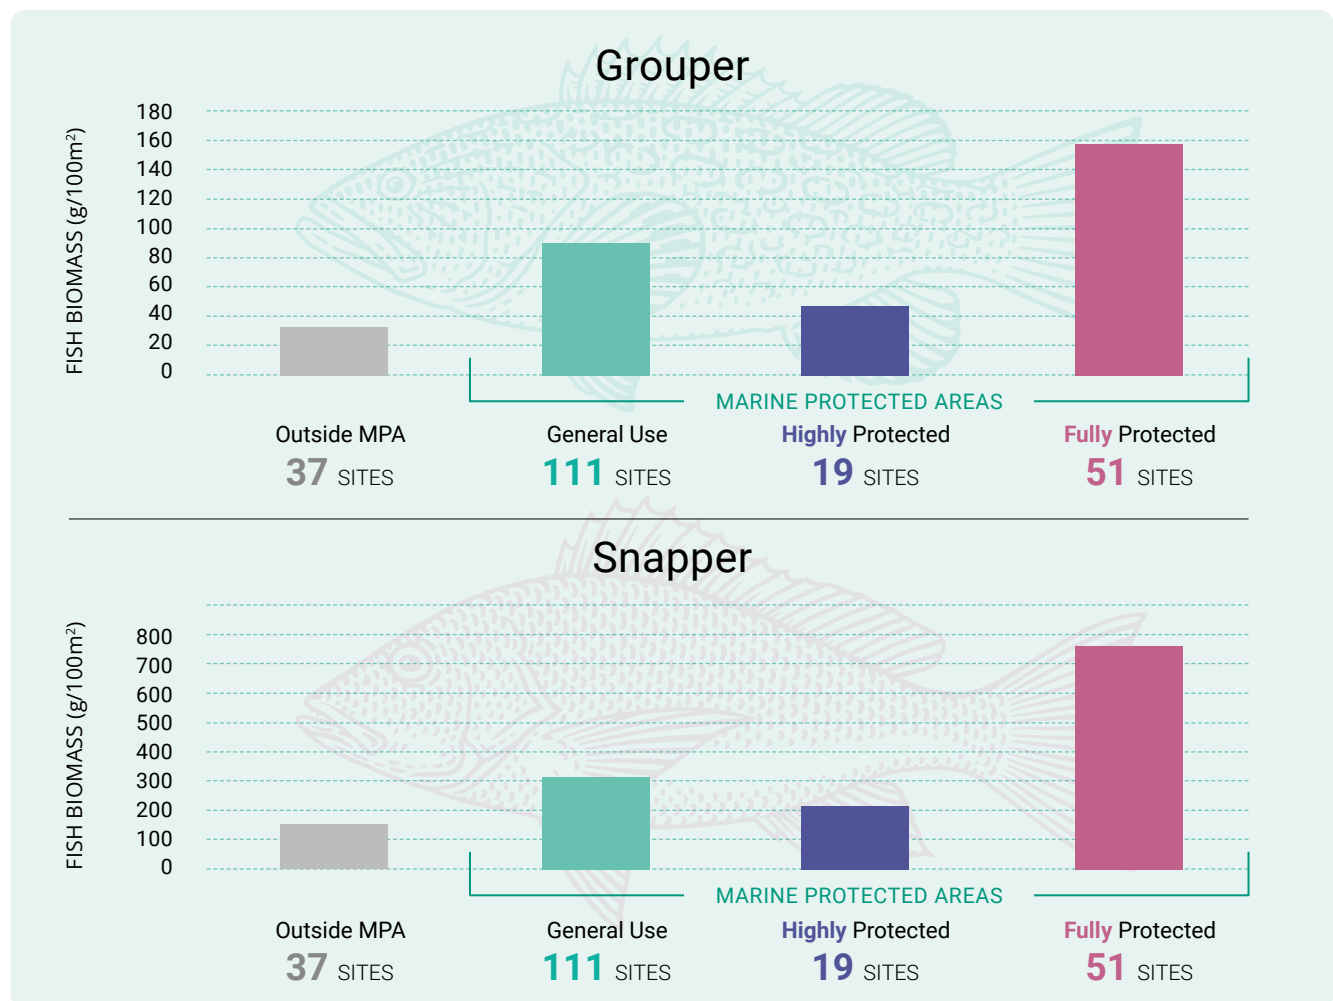 Grouper
FISH BIOMASS (g/100m²)
180
160
140
120
100
80
60
40
20
0
MARINE PROTECTED AREAS
Outside MPA
37 SITES
General Use
111 SITES
Highly Protected
19 SITES
Fully Protected
51 SITES
Snapper
FISH BIOMASS (g/100m²)
800
700
600
500
400
300
200
100
0
MARINE PROTECTED AREAS
Outside MPA
37 SITES
General Use
111 SITES
Highly Protected
19 SITES
Fully Protected
51 SITES